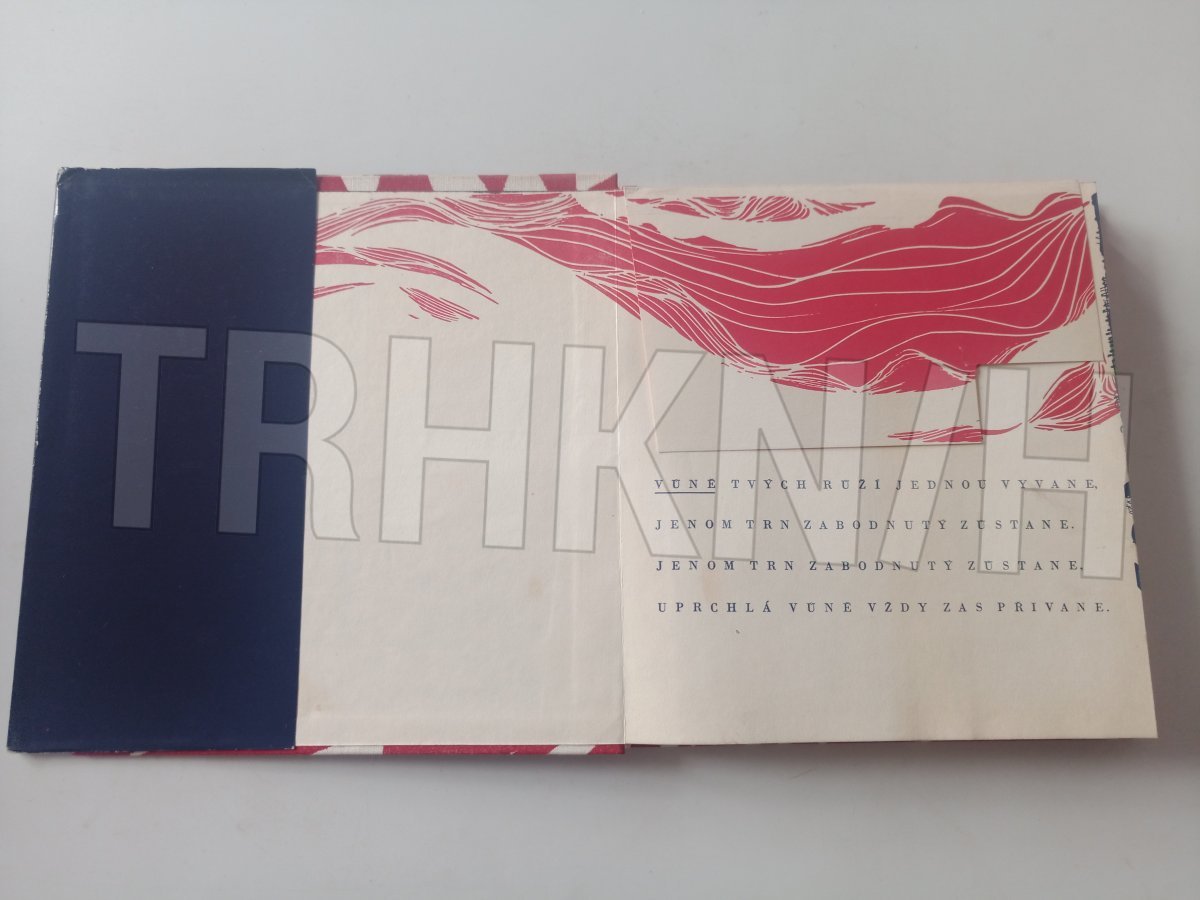 TRHKNIH
VŮNĚ TVÝCH RŮŽÍ JEDNOU VYVANE,
JENOM TRN ZABODNUTÝ ZŮSTANE.
JENOM TRN ZABODNUTÝ ZŮSTANE,
UPRCHLÁ VŮNĚ VŽDY ZAS PŘIVANE.